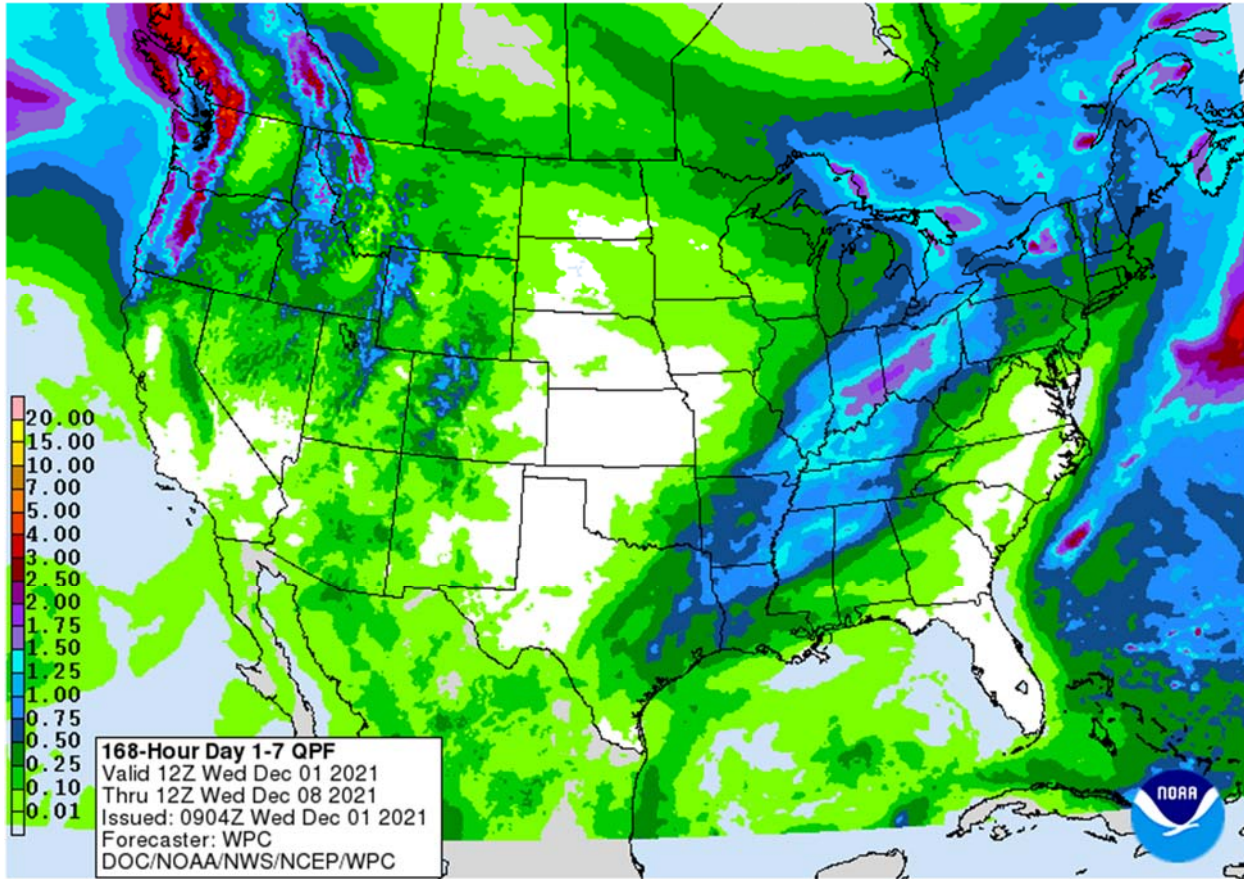 20.00
15.00
10.00
7.00
5.00
4.00
3.00
2.50
2.00
1.75
1.50
1.25
1.00
0.75
0.50
0.25
0.10
0.01
168-Hour Day 1-7 QPF
Valid 12Z Wed Dec 01 2021
Thru 12Z Wed Dec 08 2021
Issued: 0904Z Wed Dec 01 2021
Forecaster: WPC
DOC/NOAA/NWS/NCEP/WPC
NOAA